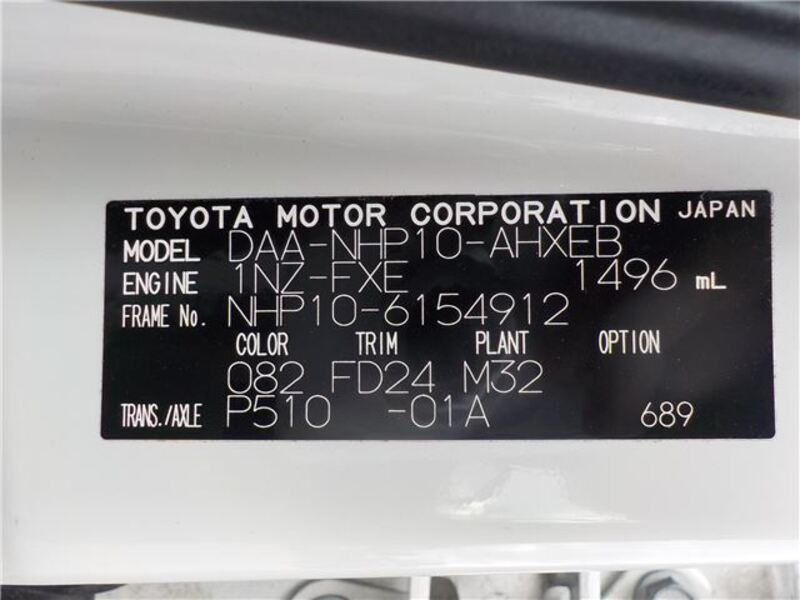 TOYOTA MOTOR CORPORATION JAPAN
MODEL DAA-NHP10-AHXEB
ENGINE 1NZ-FXE 1496 mL
FRAME No. NHP10-6154912
COLOR TRIM PLANT OPTION
082 FD24 M32
TRANS./AXLE P510 -01A 689